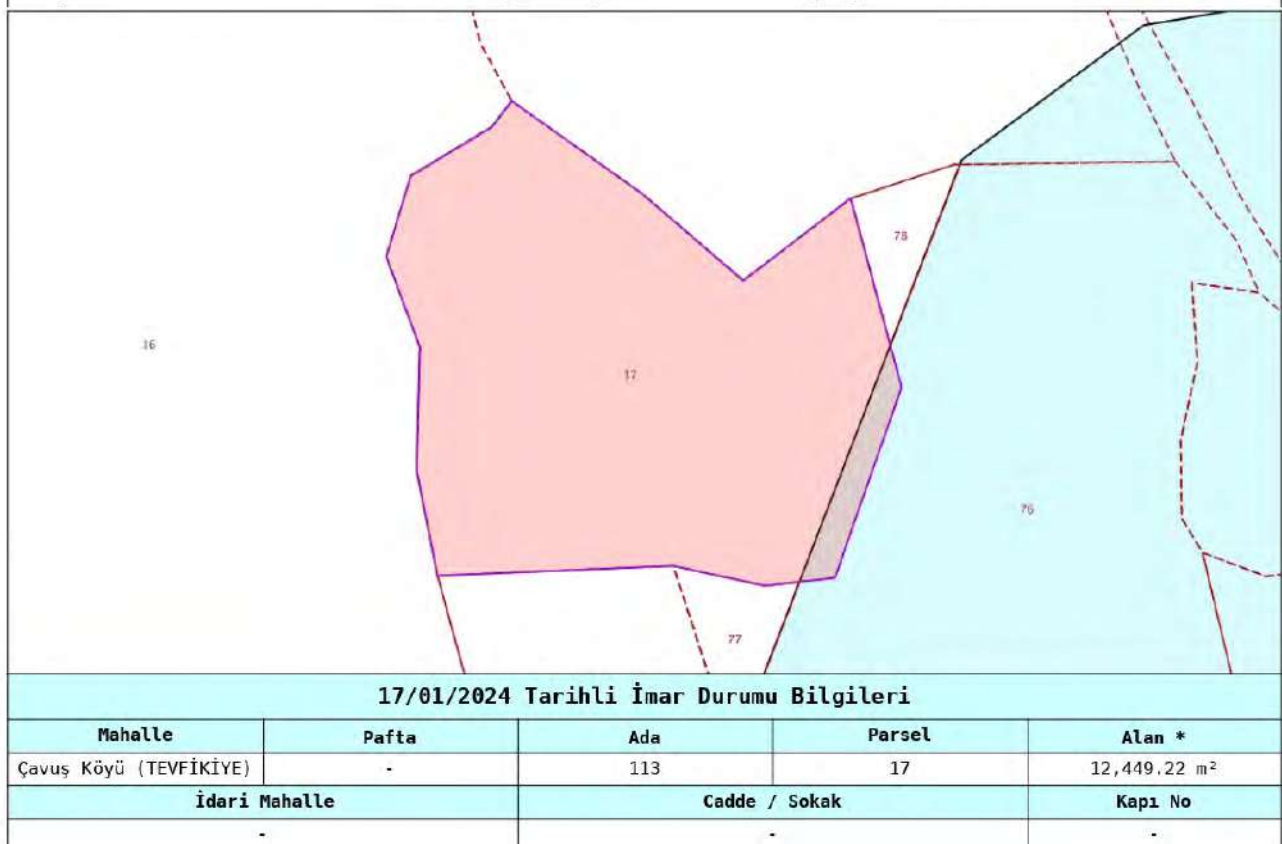 78
16
17
76
77
17/01/2024 Tarihli İmar Durumu Bilgileri
Mahalle Pafta Ada Parsel Alan *
Çavuş Köyü (TEVFİKİYE) - 113 17 12,449.22 m²
İdari Mahalle Cadde / Sokak Kapı No
- - -